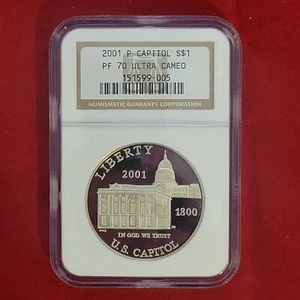 2001 P CAPITOL S$1
PF 70 ULTRA CAMEO
151599-005
NUMISMATIC GUARANTY CORPORATION
LIBERTY
2001
1800
IN GOD WE TRUST
U.S. CAPITOL